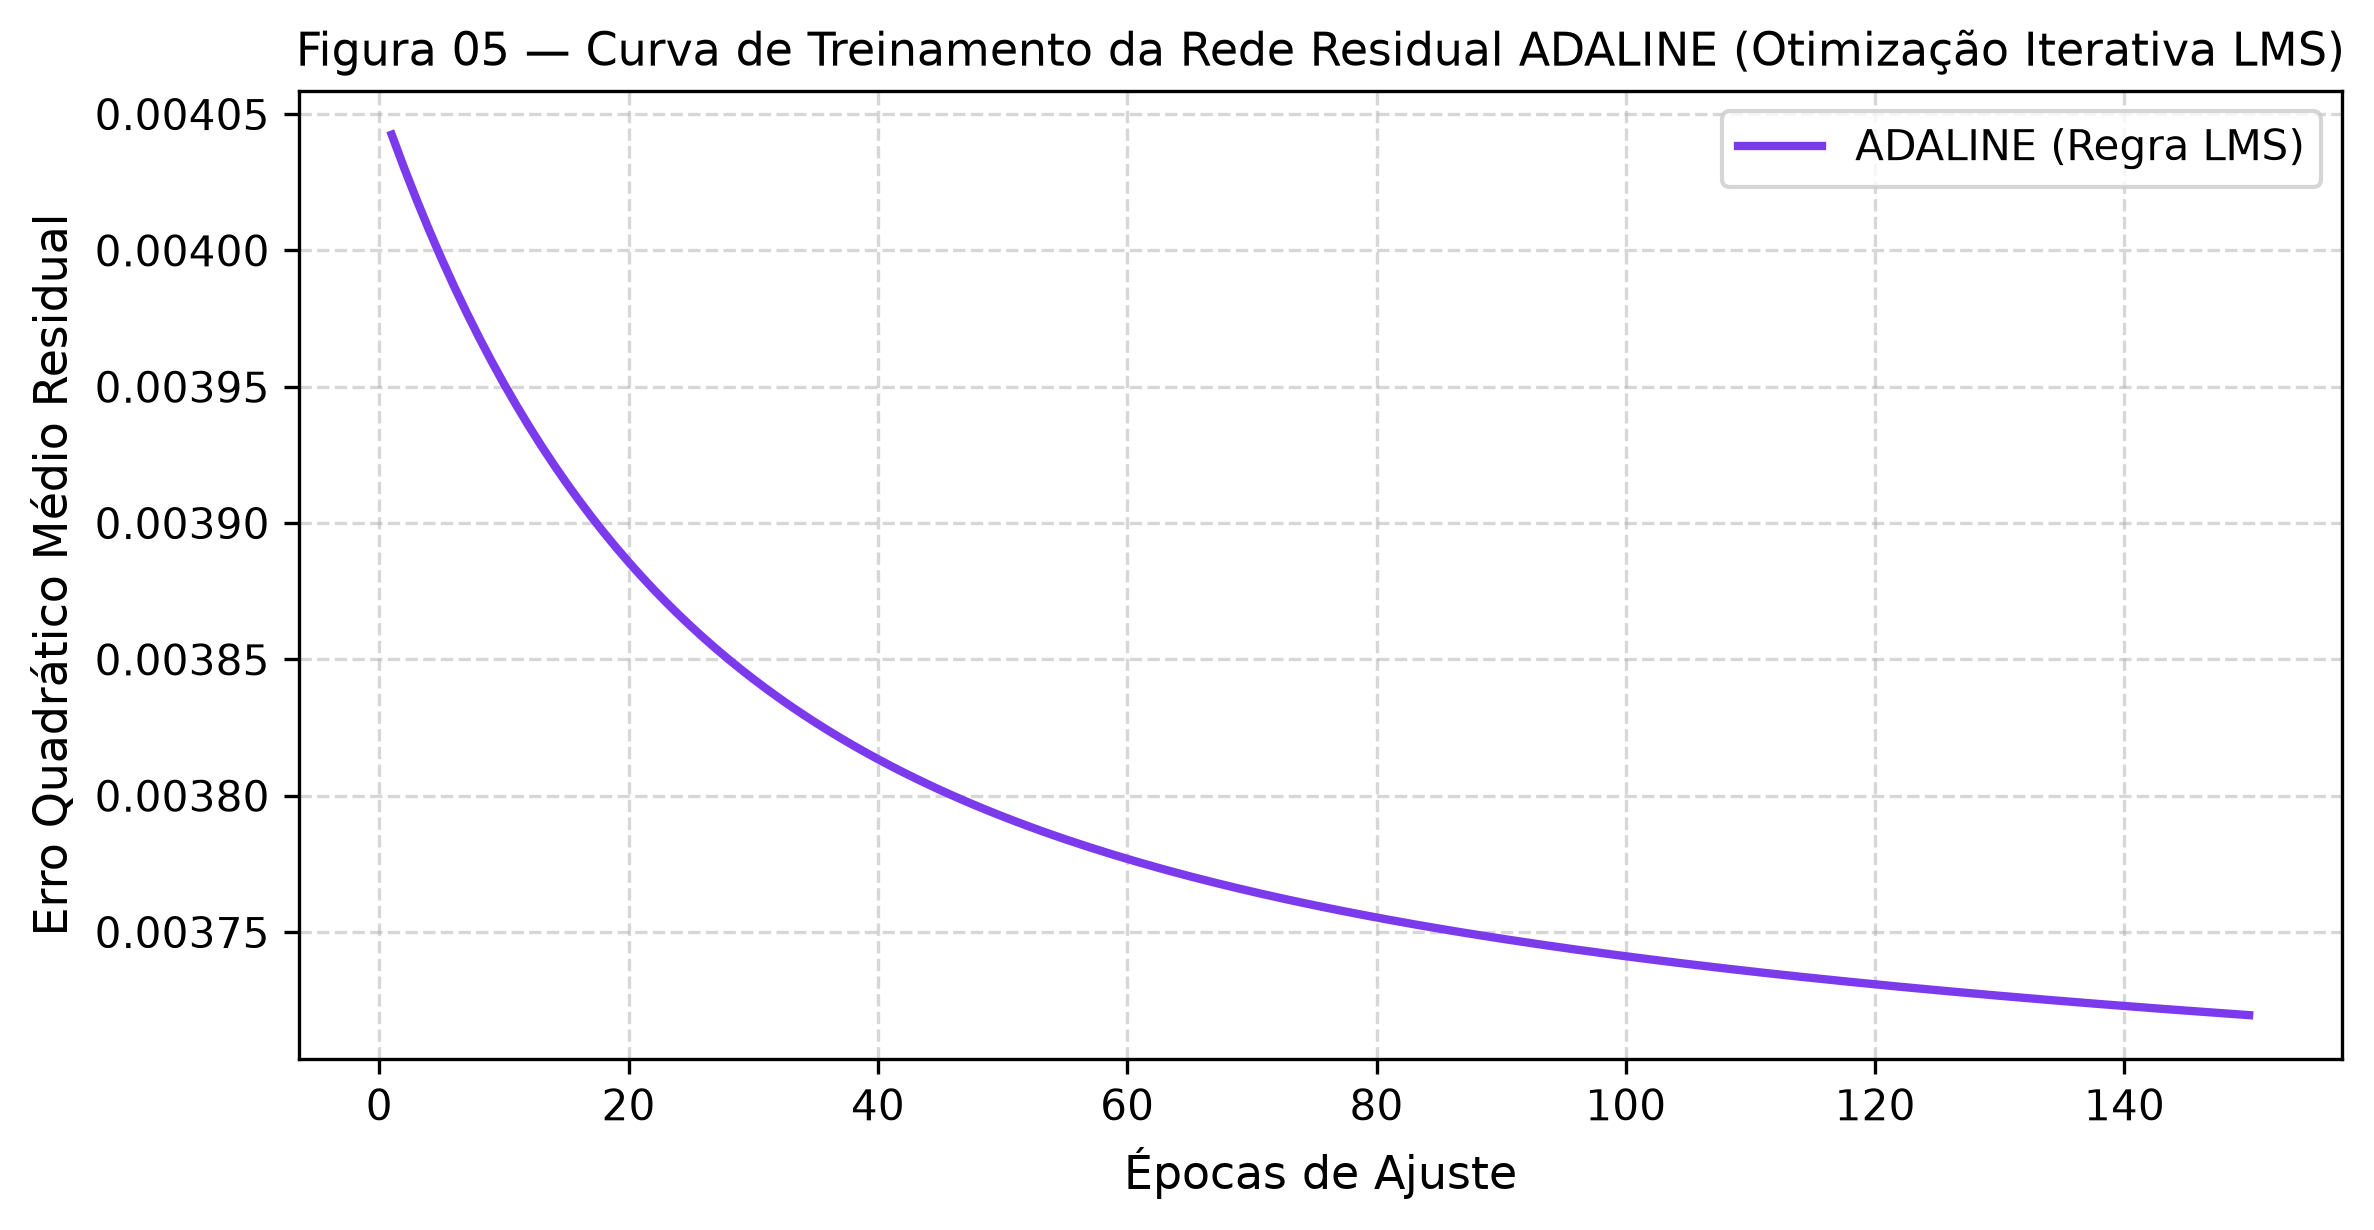 Figura 05 — Curva de Treinamento da Rede Residual ADALINE (Otimização Iterativa LMS)
ADALINE (Regra LMS)
Erro Quadrático Médio Residual
0.00405
0.00400
0.00395
0.00390
0.00385
0.00380
0.00375
0 20 40 60 80 100 120 140
Épocas de Ajuste